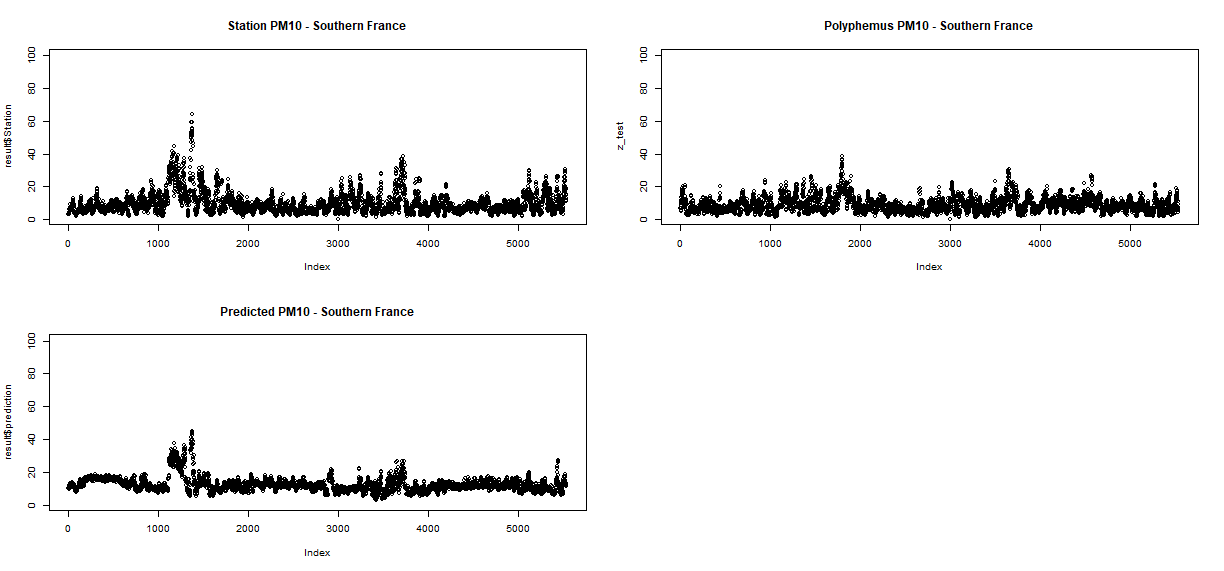 Station PM10 - Southern France
result$Station
0 20 40 60 80 100
0 1000 2000 3000 4000 5000
Index
Polyphemus PM10 - Southern France
z_test
0 20 40 60 80 100
0 1000 2000 3000 4000 5000
Index
Predicted PM10 - Southern France
result$prediction
0 20 40 60 80 100
0 1000 2000 3000 4000 5000
Index